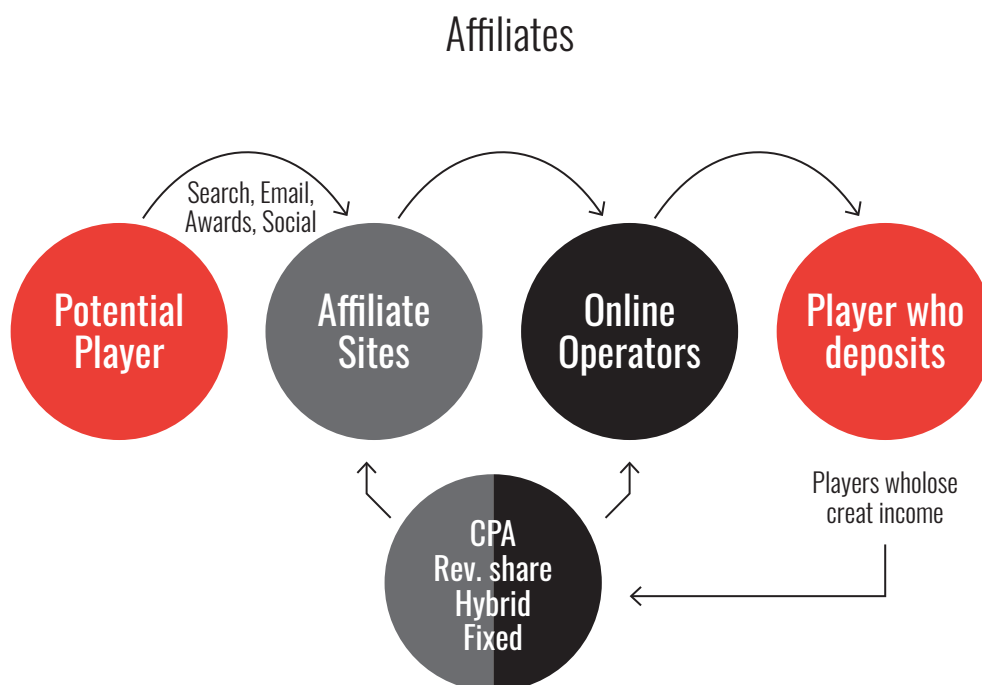 Affiliates
Search, Email,
Awards, Social
Potential
Player
Affiliate
Sites
Online
Operators
Player who
deposits
Players wholose
creat income
CPA
Rev. share
Hybrid
Fixed